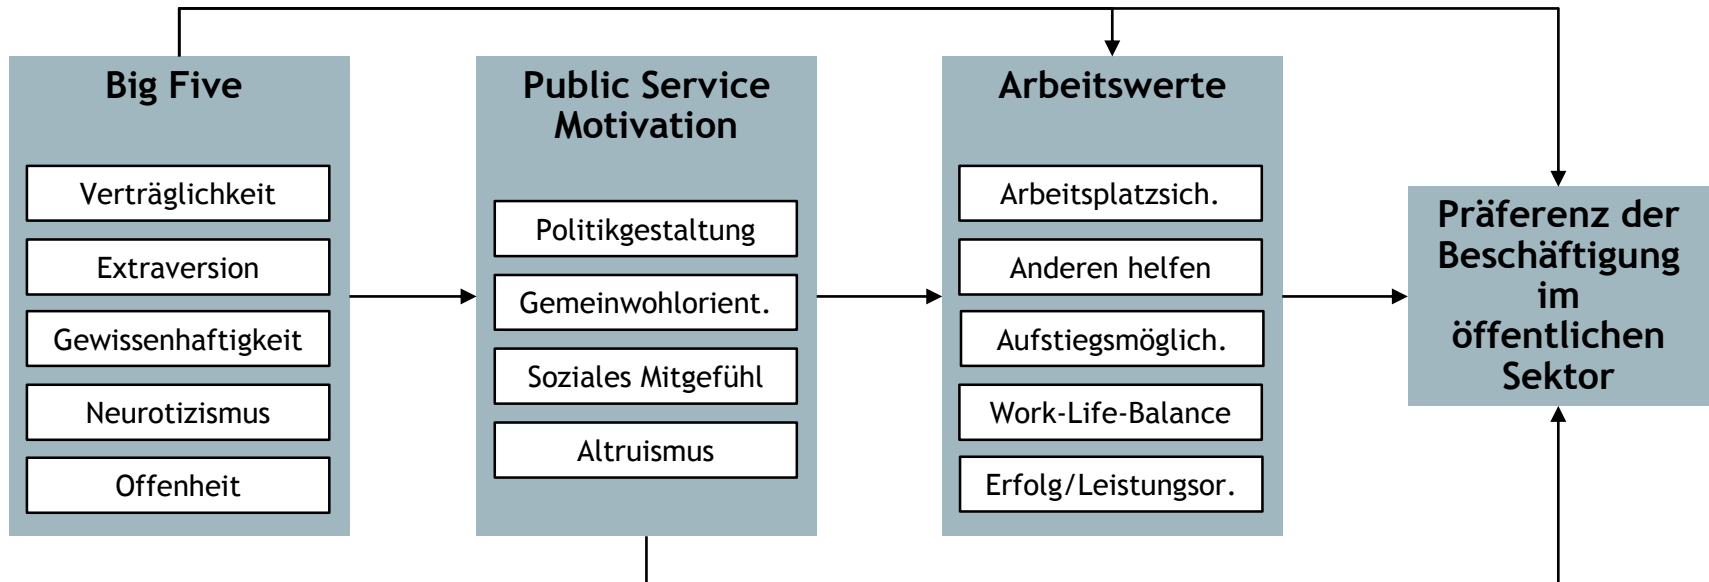 Big Five
Verträglichkeit
Extraversion
Gewissenhaftigkeit
Neurotizismus
Offenheit
Public Service
Motivation
Politikgestaltung
Gemeinwohlorient.
Soziales Mitgefühl
Altruismus
Arbeitswerte
Arbeitsplatzsich.
Anderen helfen
Aufstiegsmöglich.
Work-Life-Balance
Erfolg/Leistungsor.
Präferenz der
Beschäftigung
im
öffentlichen
Sektor